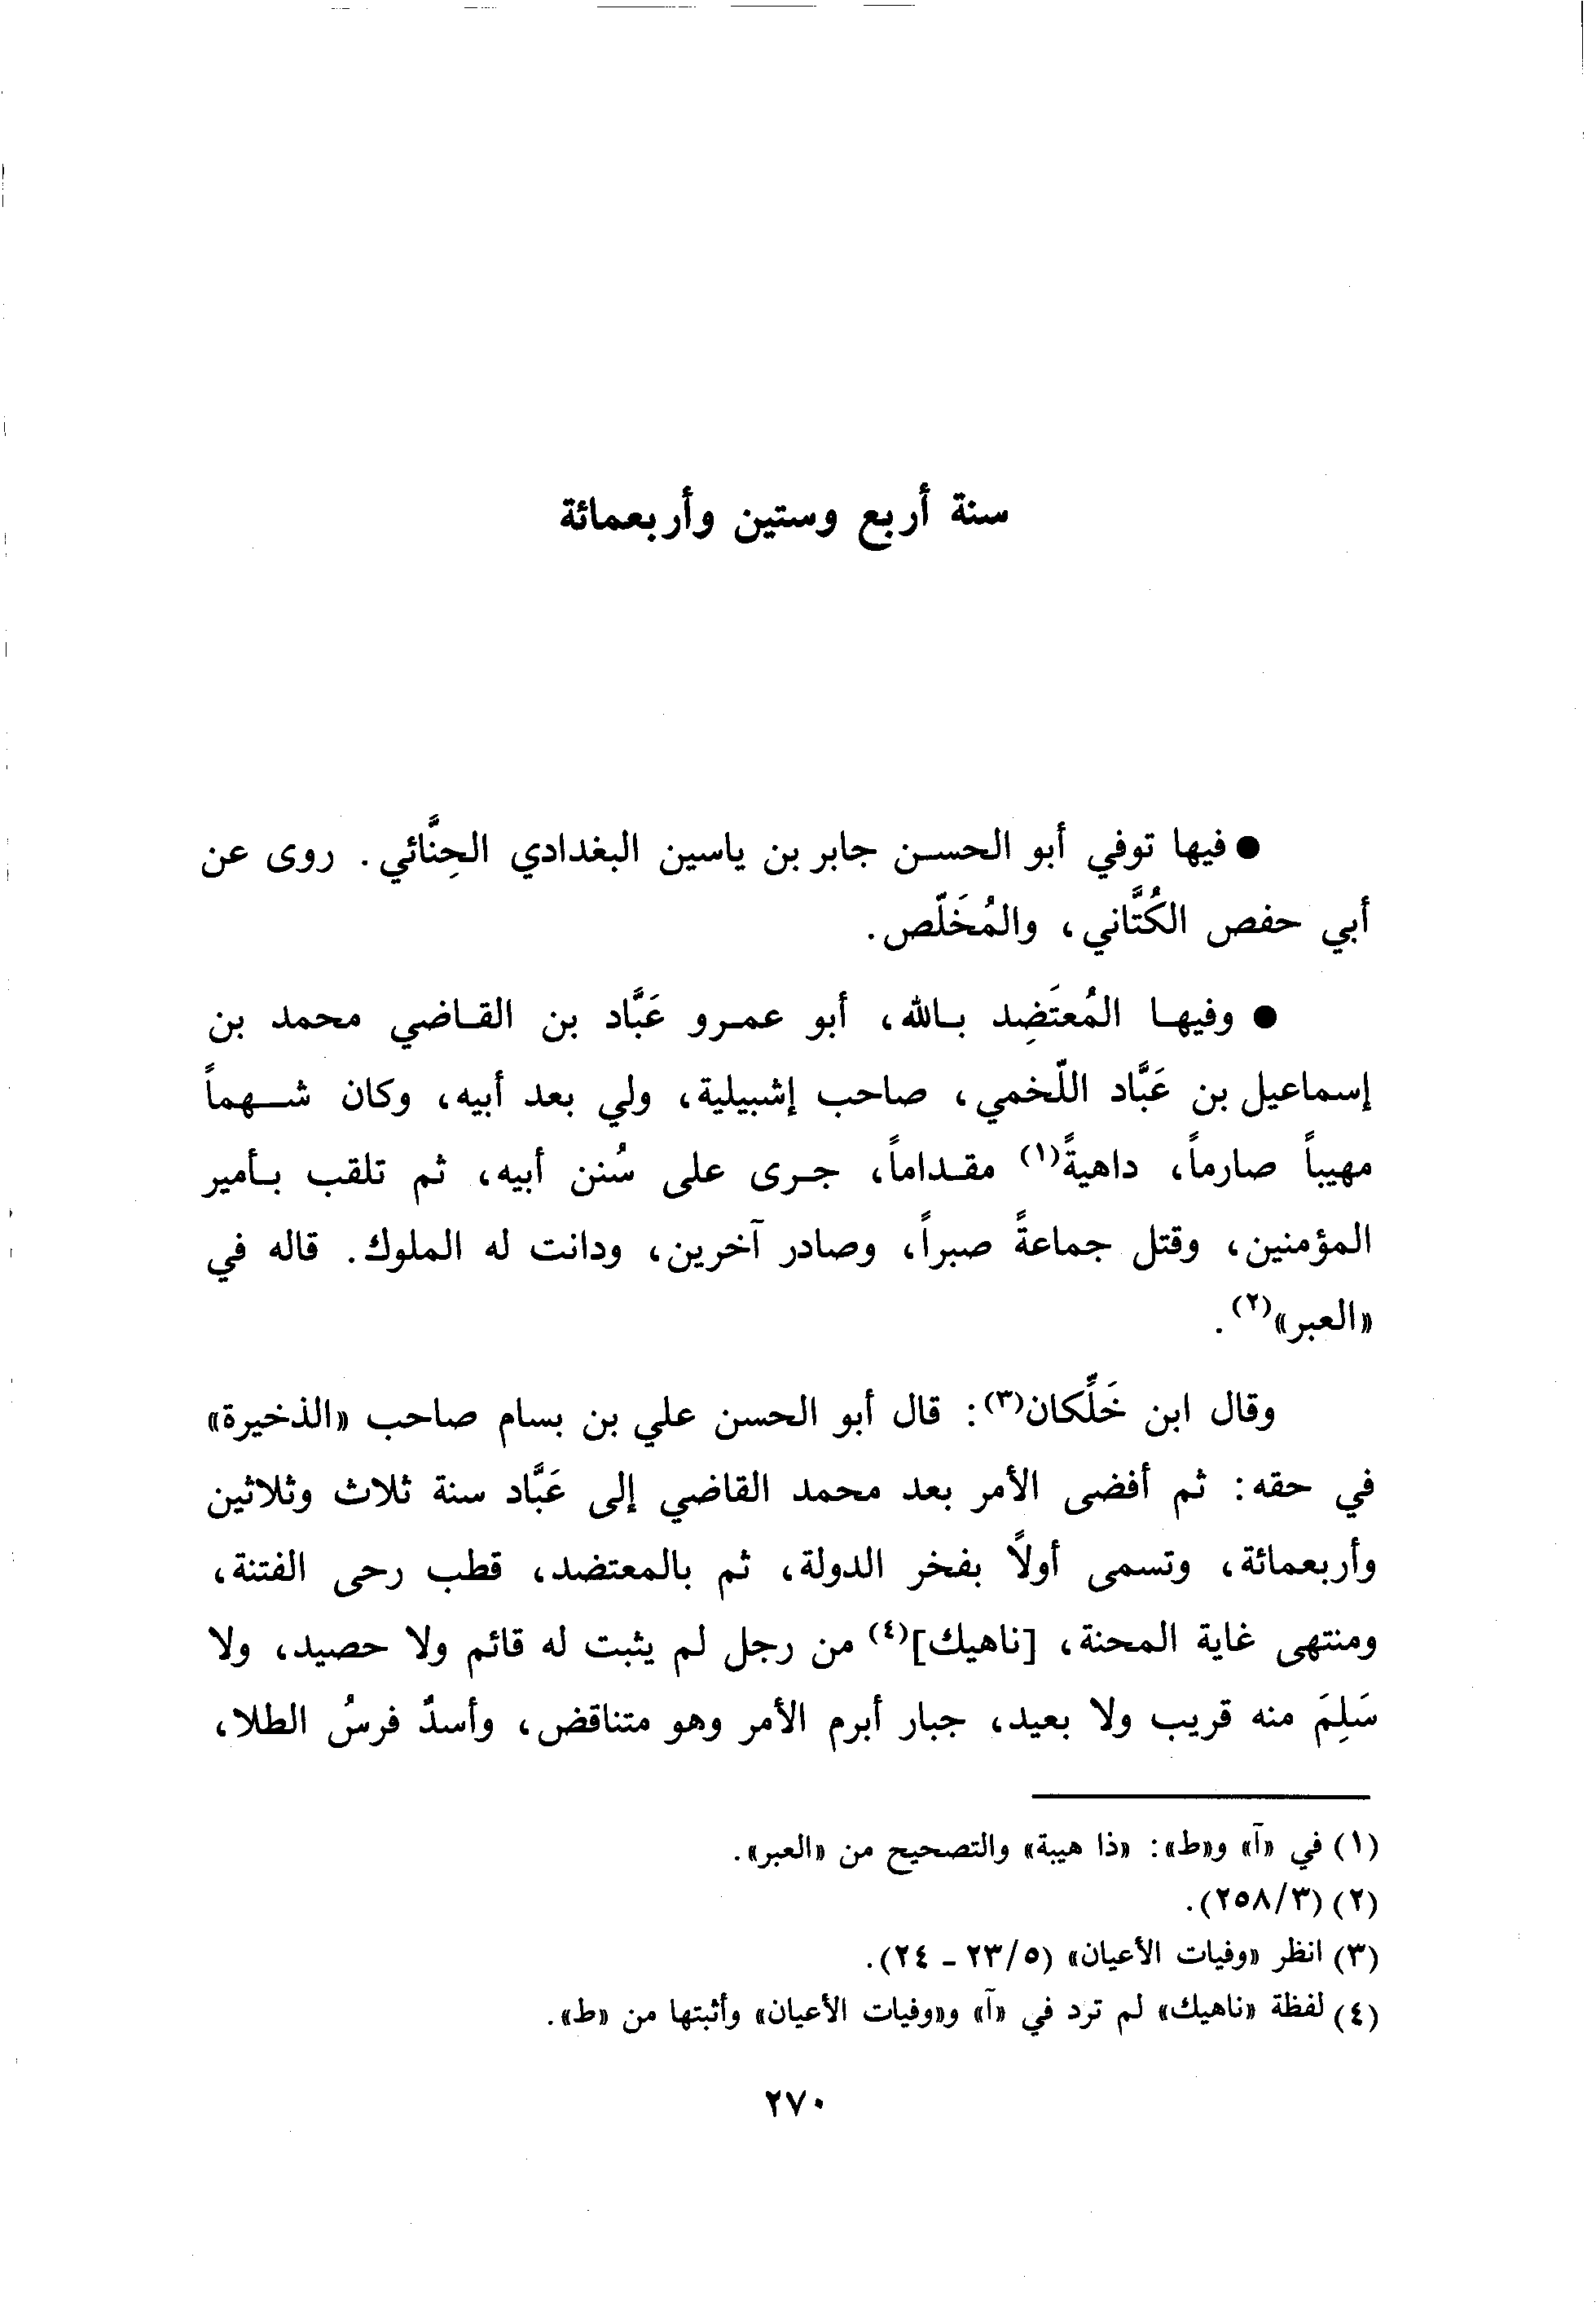 سنة أربع وستين وأربعمائة
● فيها توفي أبو الحسن جابر بن ياسين البغدادي الحِنَّائي. روى عن
أبي حفص الكُتَّاني، والمُخَلّص.
● وفيها المُعتَضِد بالله، أبو عمرو عَبَّاد بن القاضي محمد بن
إسماعيل بن عَبَّاد اللّخمي، صاحب إشبيلية، ولي بعد أبيه، وكان شهماً
مهيباً صارماً، داهيةً(١) مقداماً، جرى على سُنن أبيه، ثم تلقب بأمير
المؤمنين، وقتل جماعةً صبراً، وصادر آخرين، ودانت له الملوك. قاله في
«العبر»(٢).
وقال ابن خَلِّكان(٣): قال أبو الحسن علي بن بسام صاحب «الذخيرة»
في حقه: ثم أفضى الأمر بعد محمد القاضي إلى عَبَّاد سنة ثلاث وثلاثين
وأربعمائة، وتسمى أولاً بفخر الدولة، ثم بالمعتضد، قطب رحى الفتنة،
ومنتهى غاية المحنة، [ناهيك](٤) من رجل لم يثبت له قائم ولا حصيد، ولا
سَلِمَ منه قريب ولا بعيد، جبار أبرم الأمر وهو متناقض، وأسدٌ فرسُ الطلا،
(١) في «آ» و«ط»: «ذا هيبة» والتصحيح من «العبر».
(٢) (٢٥٨/٣).
(٣) انظر «وفيات الأعيان» (٢٣/٥ - ٢٤).
(٤) لفظة «ناهيك» لم ترد في «آ» و«وفيات الأعيان» وأثبتها من «ط».
٢٧٠